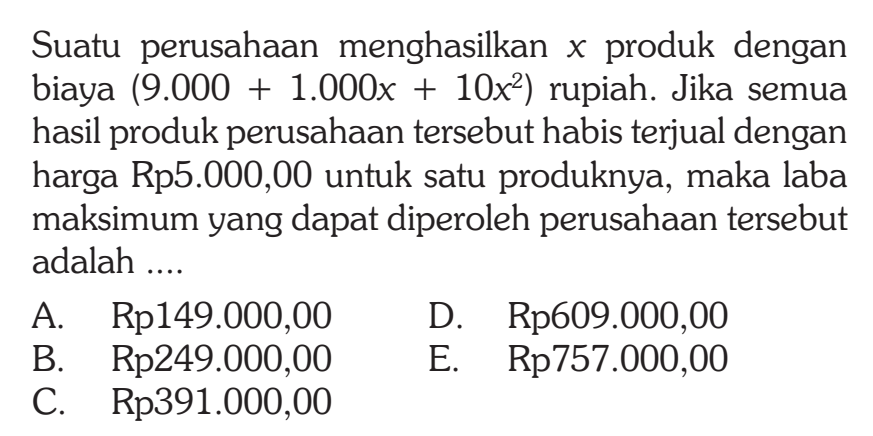 Suatu perusahaan menghasilkan x produk dengan
biaya (9.000 + 1.000x + 10x²) rupiah. Jika semua
hasil produk perusahaan tersebut habis terjual dengan
harga Rp5.000,00 untuk satu produknya, maka laba
maksimum yang dapat diperoleh perusahaan tersebut
adalah ....
A. Rp149.000,00 D. Rp609.000,00
B. Rp249.000,00 E. Rp757.000,00
C. Rp391.000,00